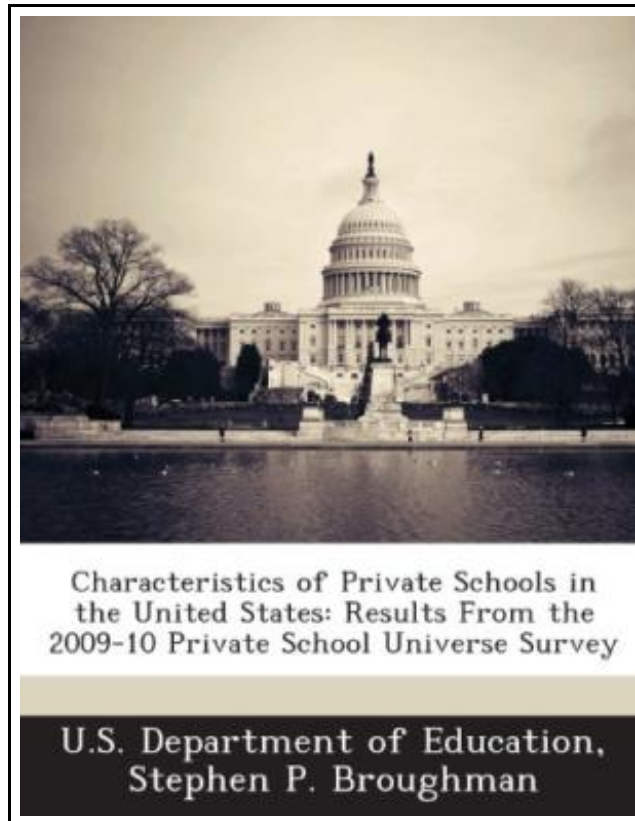 Characteristics of Private Schools in
the United States: Results From the
2009-10 Private School Universe Survey
U.S. Department of Education,
Stephen P. Broughman